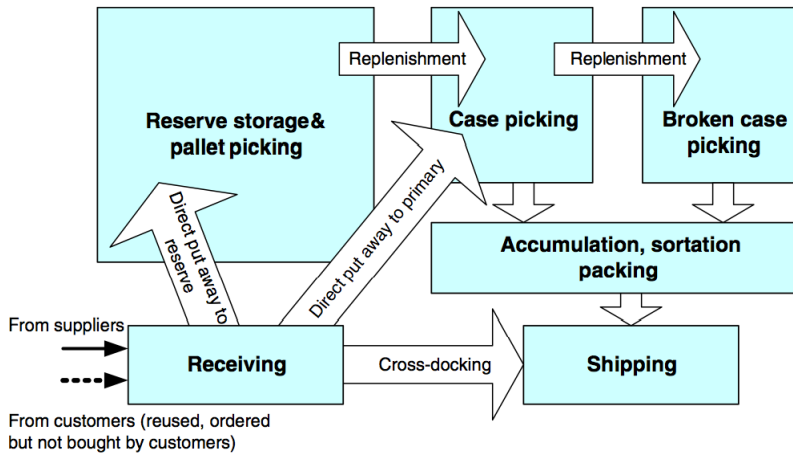 Replenishment
Replenishment
Reserve storage&
pallet picking
Case picking
Broken case
picking
Direct put away to
reserve
Direct put away to primary
Accumulation, sortation
packing
From suppliers
Receiving
Cross-docking
Shipping
From customers (reused, ordered
but not bought by customers)